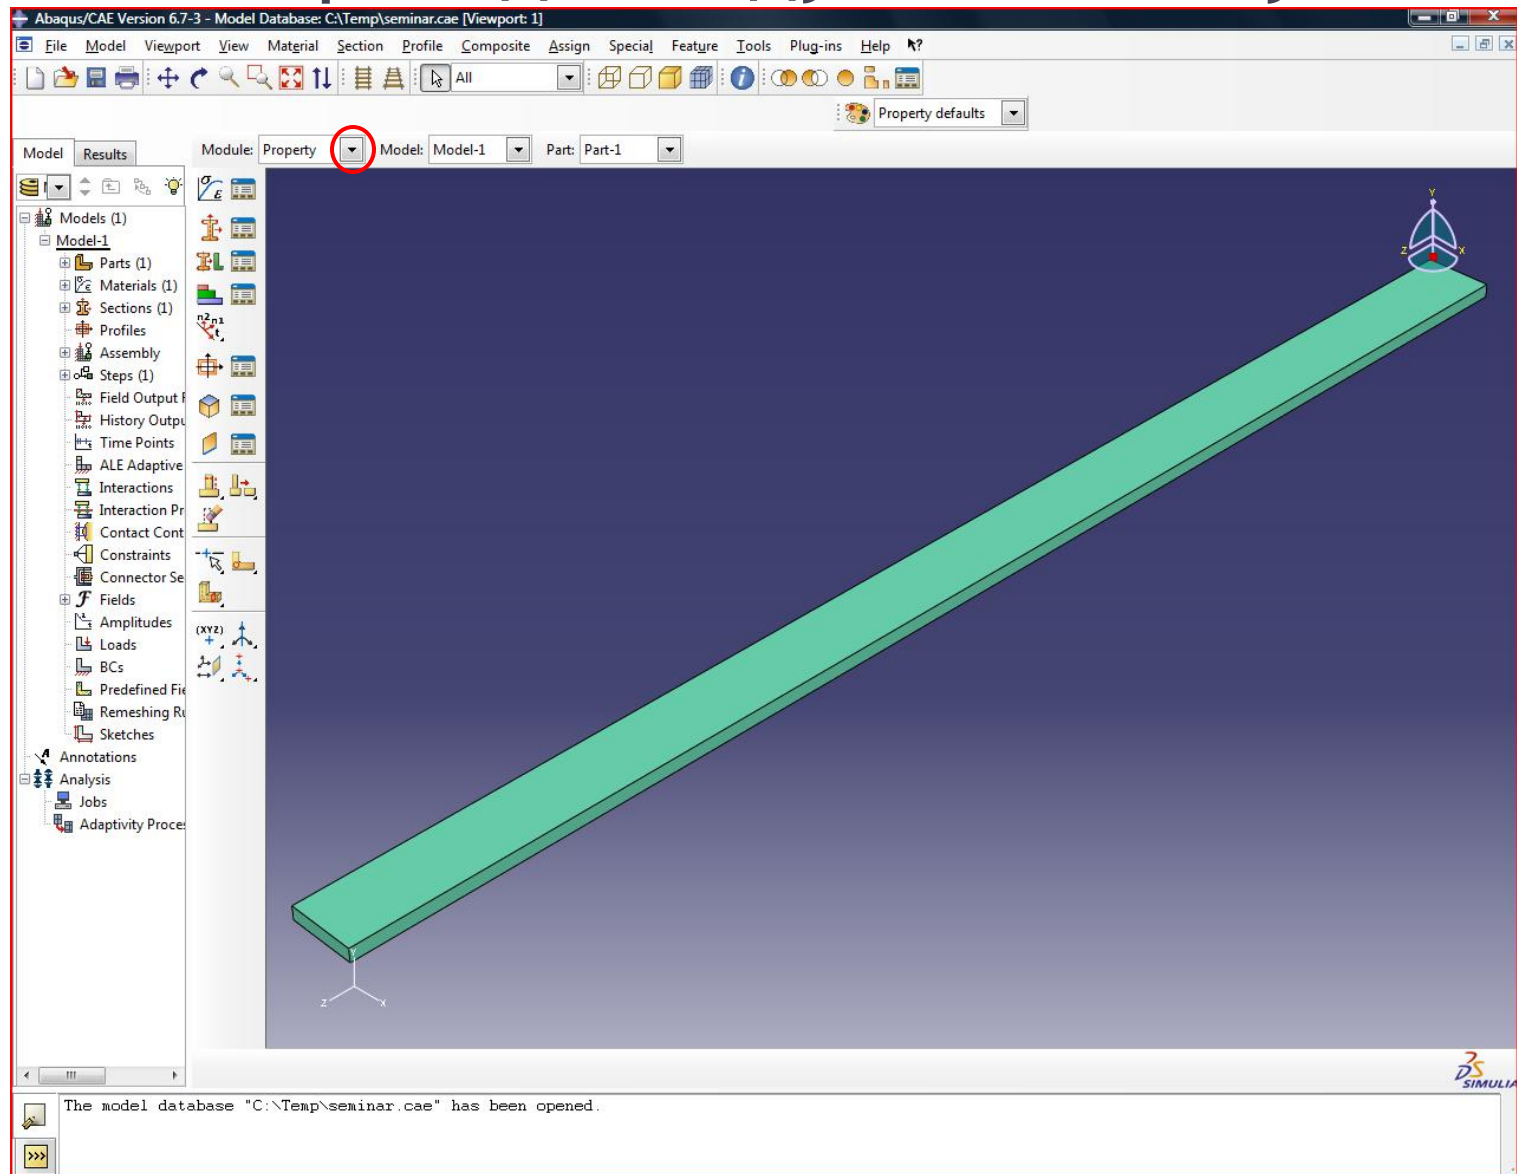 Abaqus/CAE Version 6.7-3 - Model Database: C:\Temp\seminar.cae [Viewport: 1]
File Model Viewport View Material Section Profile Composite Assign Special Feature Tools Plug-ins Help
All
Property defaults
Model Results Module: Property Model: Model-1 Part: Part-1
Models (1)
Model-1
Parts (1)
Materials (1)
Sections (1)
Profiles
Assembly
Steps (1)
Field Output
History Outpu
Time Points
ALE Adaptive
Interactions
Interaction Pr
Contact Cont
Constraints
Connector Se
Fields
Amplitudes
Loads
BCs
Predefined Fie
Remeshing Ru
Sketches
Annotations
Analysis
Jobs
Adaptivity Proces
σ ε
n2 n1
t
(XYZ)
Y
Z X
Y
Z X
SIMULIA
The model database "C:\Temp\seminar.cae" has been opened.
>>>